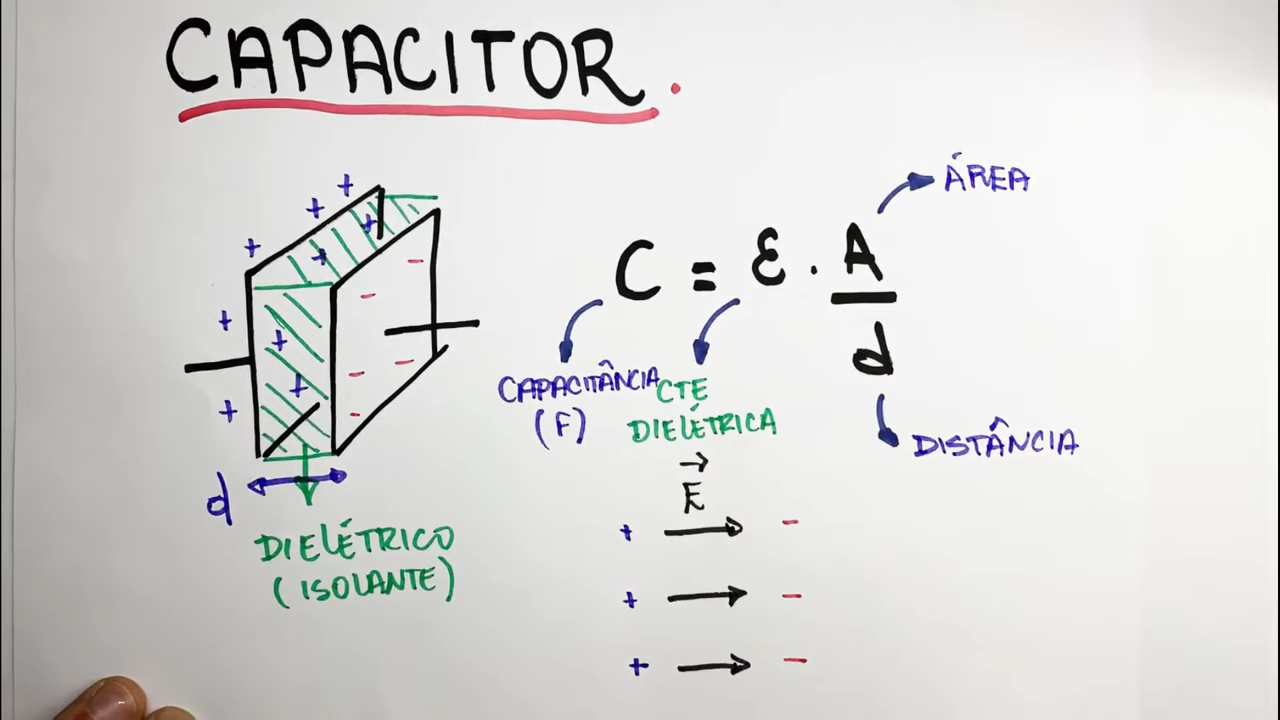 CAPACITOR.
+ + +
+ + +
+ + + +
- - - - -
d
DIELÉTRICO
(ISOLANTE)
C = ε . A
d
ÁREA
CAPACITÂNCIA
(F)
CTE
DIELÉTRICA
DISTÂNCIA
E
+ -
+ -
+ -